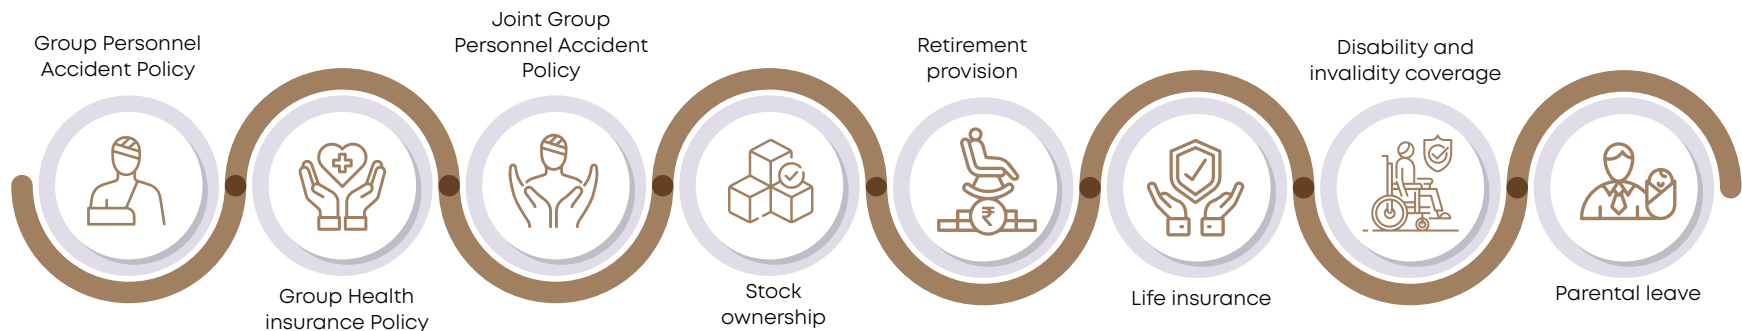 Group Personnel
Accident Policy
Group Health
insurance Policy
Joint Group
Personnel Accident
Policy
Stock
ownership
Retirement
provision
₹
Life insurance
Disability and
invalidity coverage
Parental leave